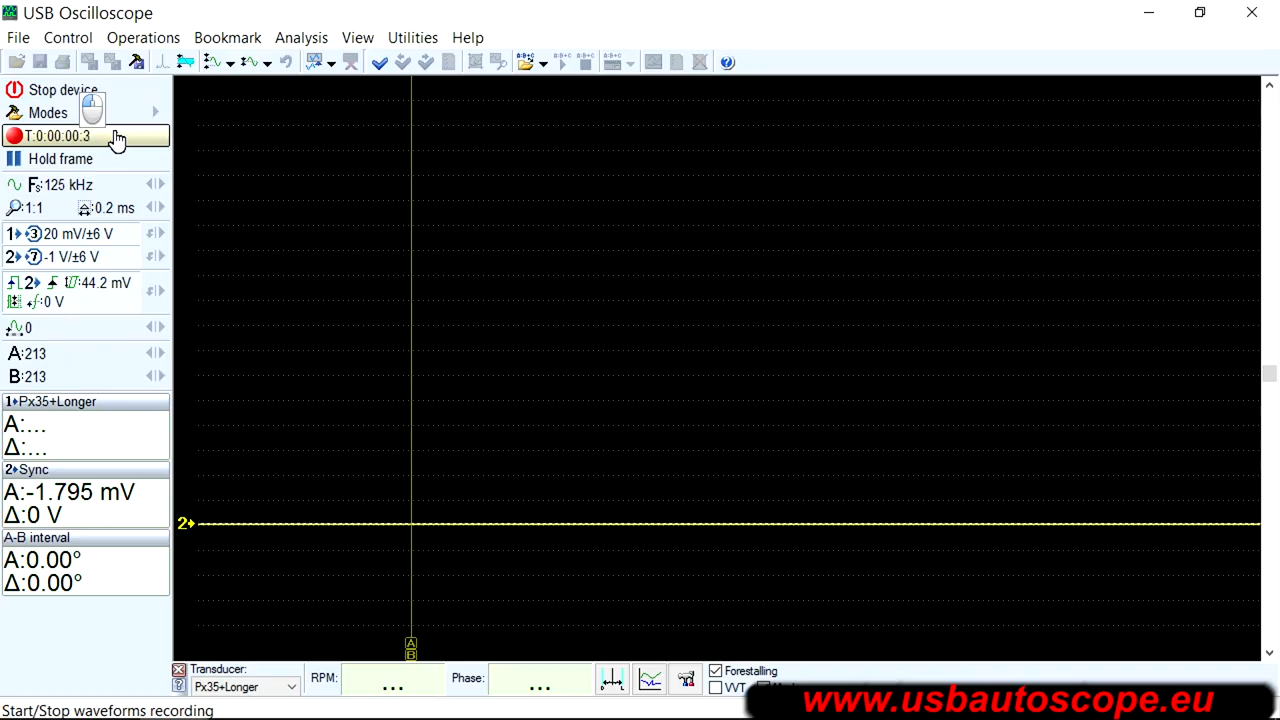 USB Oscilloscope
File Control Operations Bookmark Analysis View Utilities Help
Stop device
Modes
T:0:00:00:3
Hold frame
Fs:125 kHz
1:1 0.2 ms
1 3 20 mV/±6 V
2 7 -1 V/±6 V
2 44.2 mV
f:0 V
0
A:213
B:213
1 Px35+Longer
A:...
Δ:...
2 Sync
A:-1.795 mV
Δ:0 V
A-B interval
A:0.00°
Δ:0.00°
2
A
B
Transducer:
Px35+Longer
RPM: ...
Phase: ...
Forestalling
VVT
www.usbautoscope.eu
Start/Stop waveforms recording